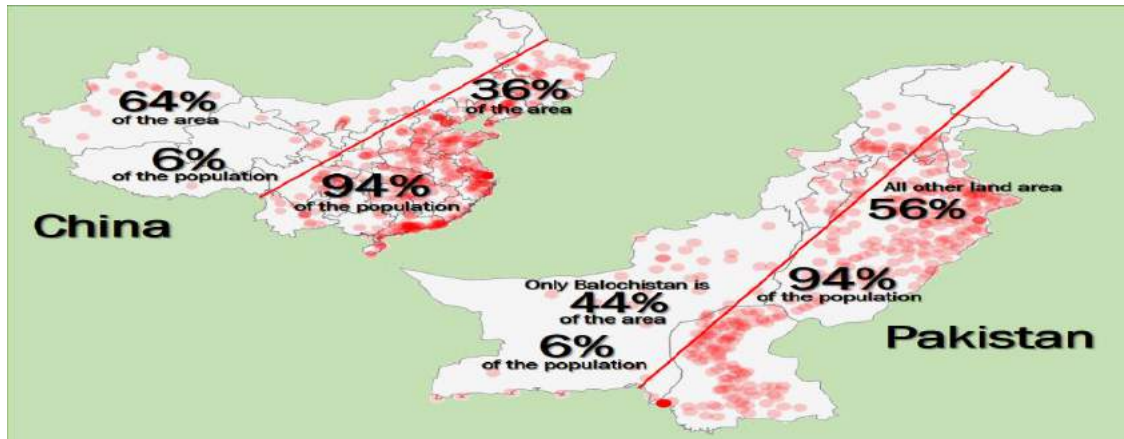 64%
of the area
36%
of the area
6%
of the population
94%
of the population
China
All other land area
56%
Only Balochistan is
44%
of the area
94%
of the population
6%
of the population
Pakistan